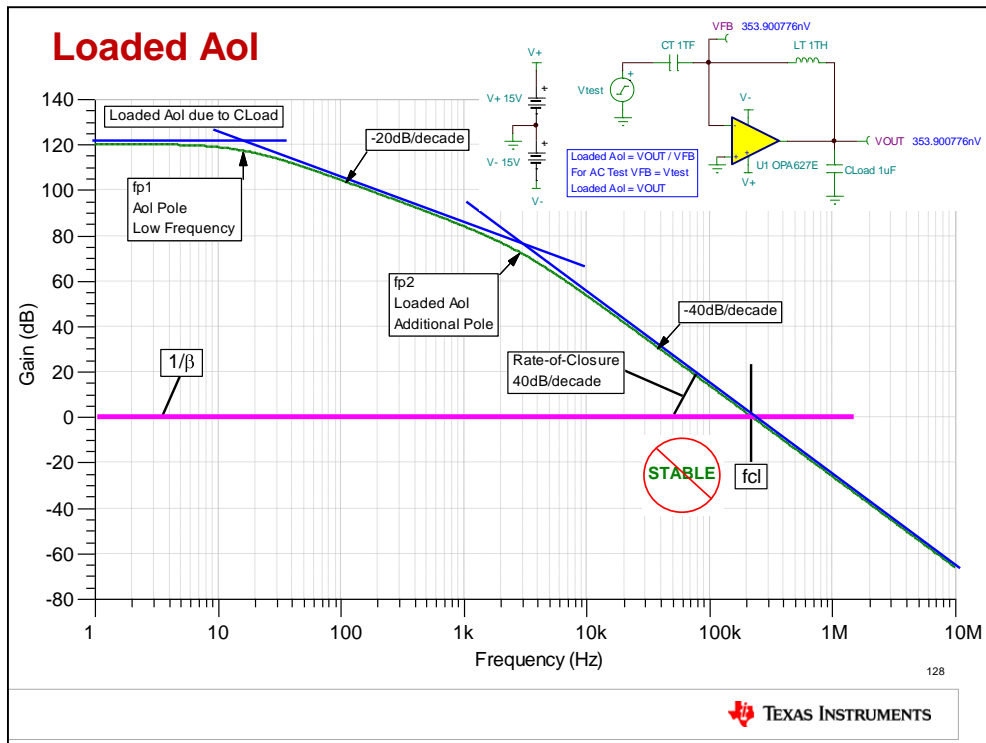 Loaded Aol
VFB 353.900776nV
CT 1TF
LT 1TH
V+
Vtest
+
V+ 15V
+
V- 15V
+
V-
Loaded Aol = VOUT / VFB
For AC Test VFB = Vtest
Loaded Aol = VOUT
V-
-
+
+
U1 OPA627E
V+
VOUT 353.900776nV
CLoad 1uF
Loaded Aol due to CLoad
-20dB/decade
fp1
Aol Pole
Low Frequency
fp2
Loaded Aol
Additional Pole
-40dB/decade
Rate-of-Closure
40dB/decade
1/β
STABLE
fcl
Gain (dB)
140
120
100
80
60
40
20
0
-20
-40
-60
-80
1
10
100
1k
10k
100k
1M
10M
Frequency (Hz)
128
TEXAS INSTRUMENTS